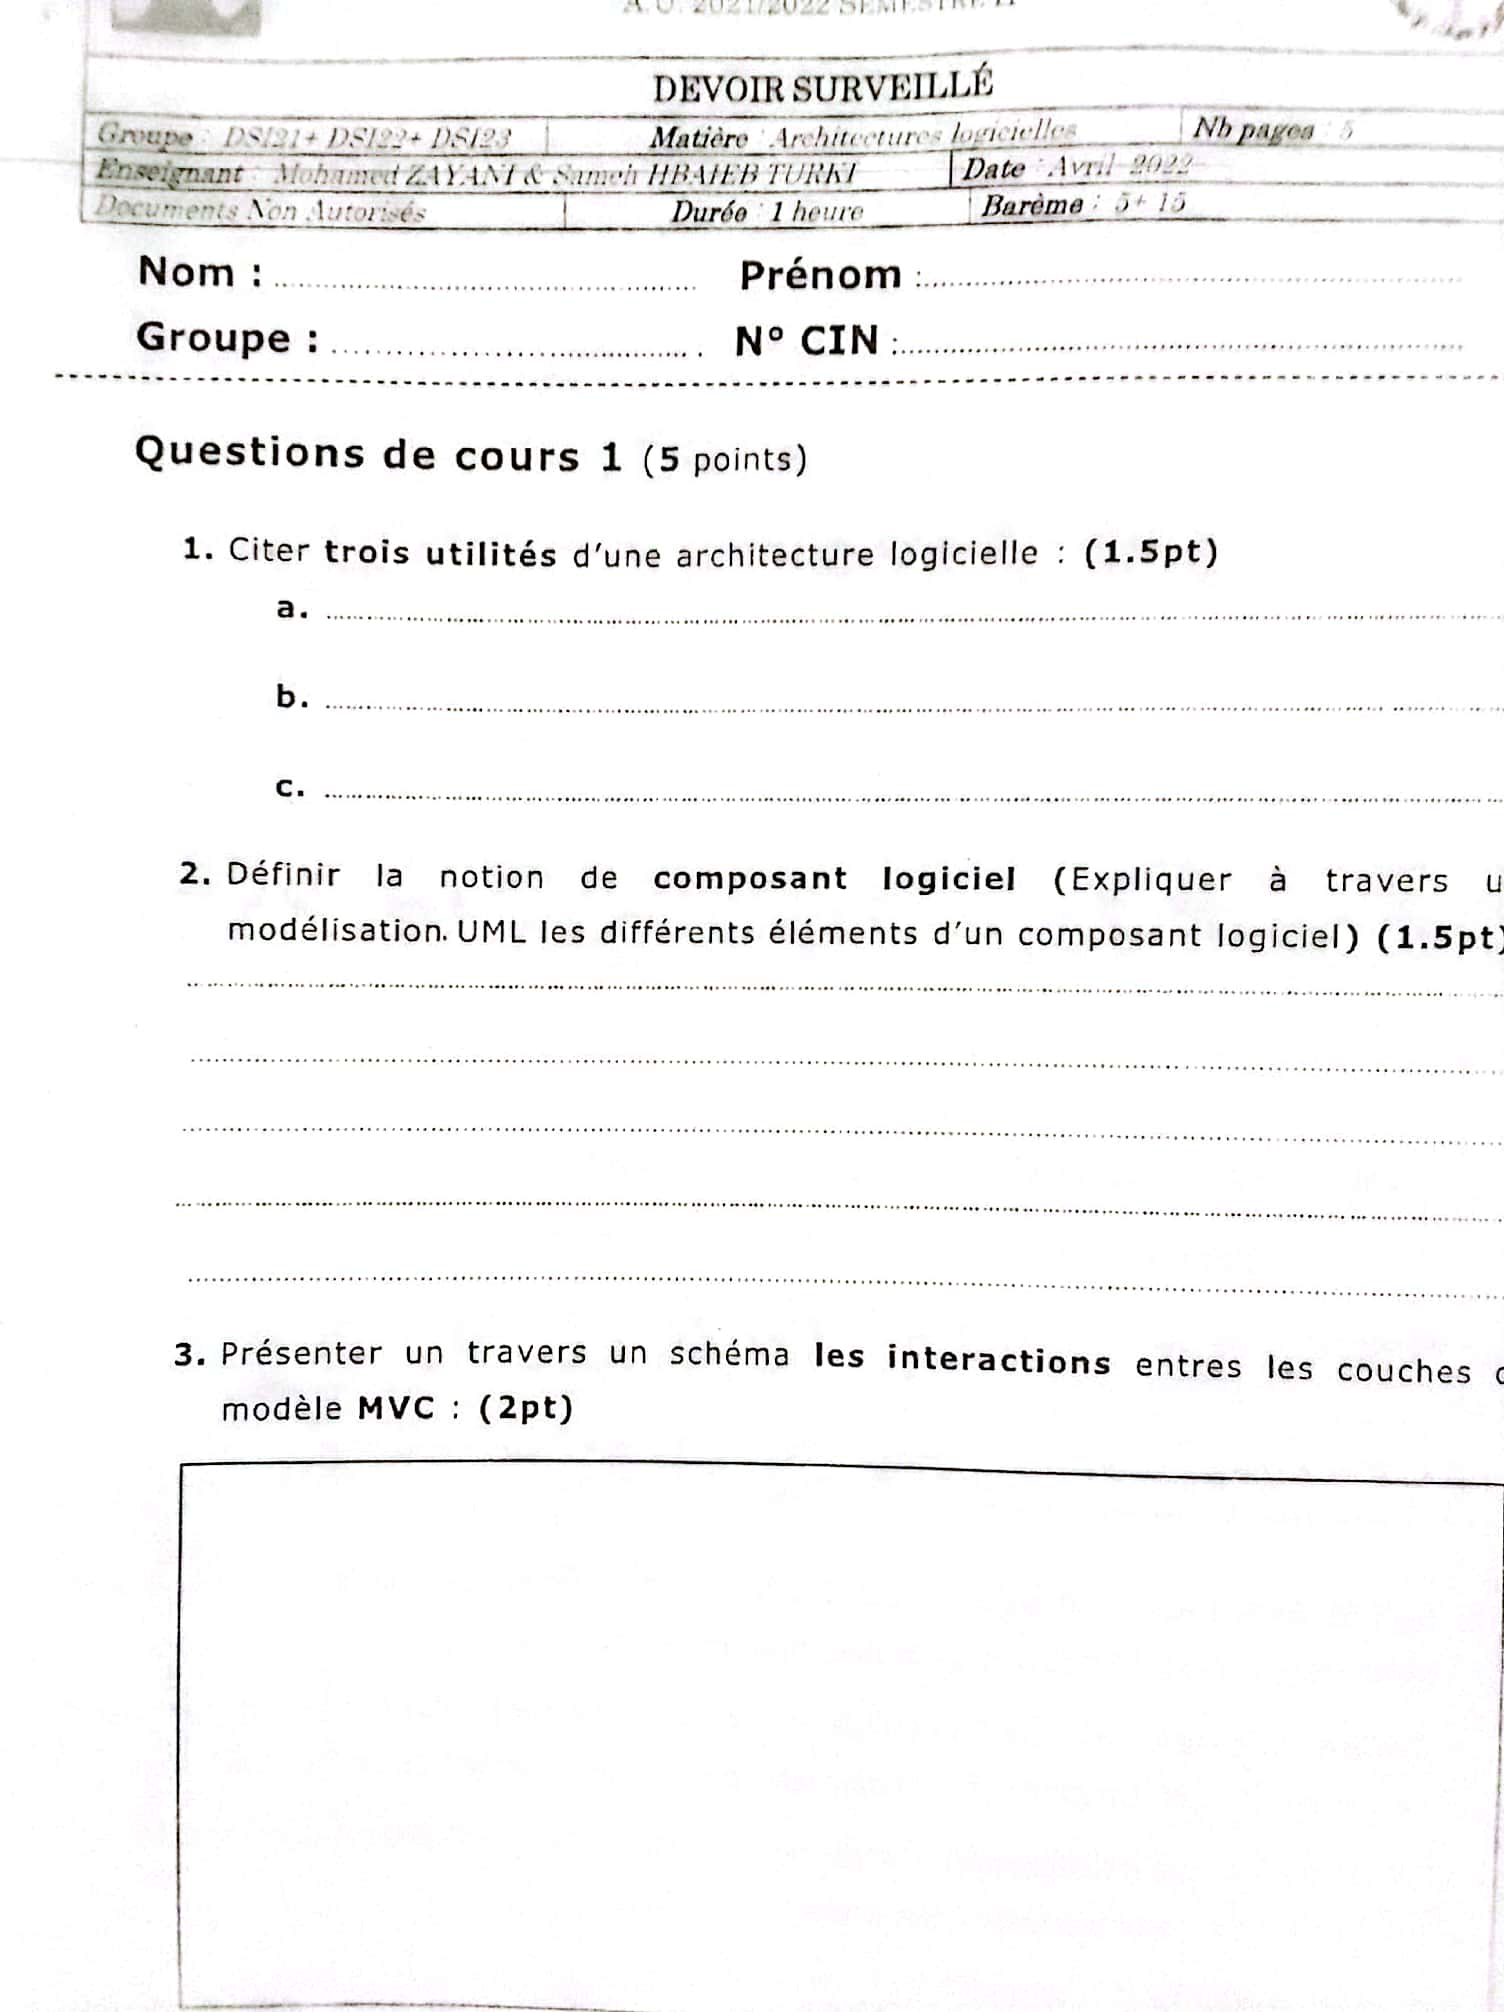 A.U. 2021/2022 SEMESTRE II
DEVOIR SURVEILLÉ
Groupe : DSI21+ DSI22+ DSI23 Matière : Architectures logicielles Nb pages : 5
Enseignant : Mohamed ZAYANI & Sameh HBAIEB TURKI Date : Avril 2022
Documents Non Autorisés Durée : 1 heure Barème : 5+ 15
Nom : Prénom :
Groupe : N° CIN :
Questions de cours 1 (5 points)
1. Citer trois utilités d'une architecture logicielle : (1.5pt)
a.
b.
c.
2. Définir la notion de composant logiciel (Expliquer à travers u
modélisation. UML les différents éléments d'un composant logiciel) (1.5pt)
3. Présenter un travers un schéma les interactions entres les couches
modèle MVC : (2pt)